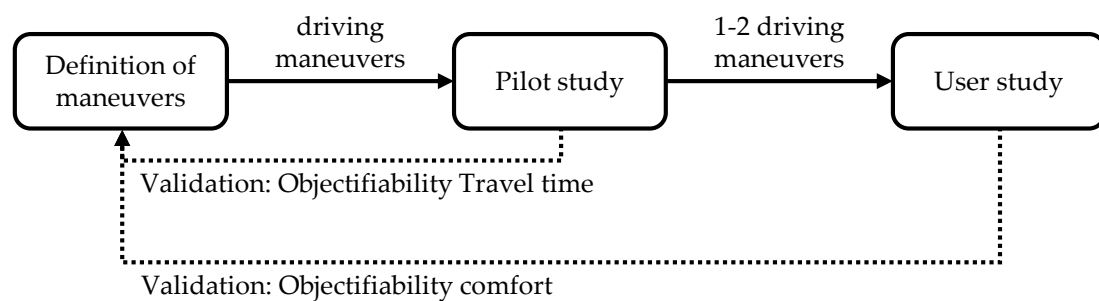 driving
maneuvers
1-2 driving
maneuvers
Definition of
maneuvers
Pilot study
User study
Validation: Objectifiability Travel time
Validation: Objectifiability comfort